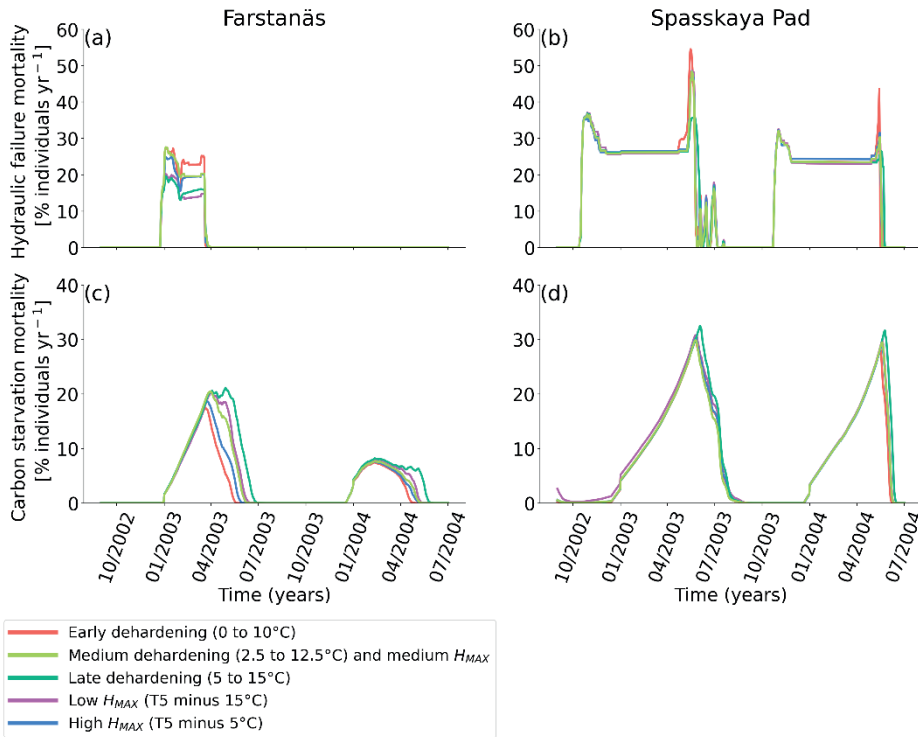 Farstanäs
Spasskaya Pad
Hydraulic failure mortality
[% individuals yr⁻¹]
(a)
60
50
40
30
20
10
0
(b)
60
50
40
30
20
10
0
Carbon starvation mortality
[% individuals yr⁻¹]
(c)
40
30
20
10
0
10/2002
01/2003
04/2003
07/2003
10/2003
01/2004
04/2004
07/2004
Time (years)
(d)
40
30
20
10
0
10/2002
01/2003
04/2003
07/2003
10/2003
01/2004
04/2004
07/2004
Time (years)
Early dehardening (0 to 10°C)
Medium dehardening (2.5 to 12.5°C) and medium H_MAX
Late dehardening (5 to 15°C)
Low H_MAX (T5 minus 15°C)
High H_MAX (T5 minus 5°C)